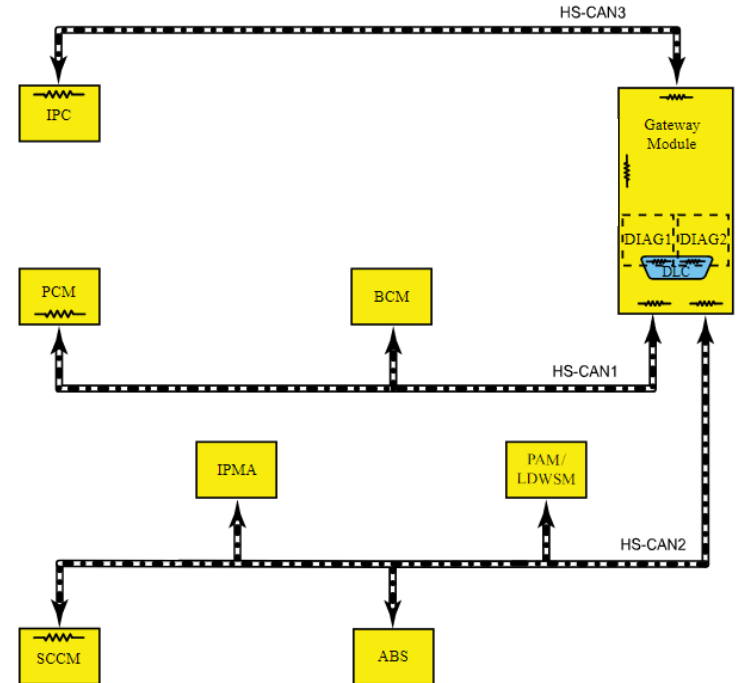 HS-CAN3
IPC
Gateway
Module
DIAG1 DIAG2
DLC
PCM
BCM
HS-CAN1
IPMA
PAM/
LDWSM
HS-CAN2
SCCM
ABS